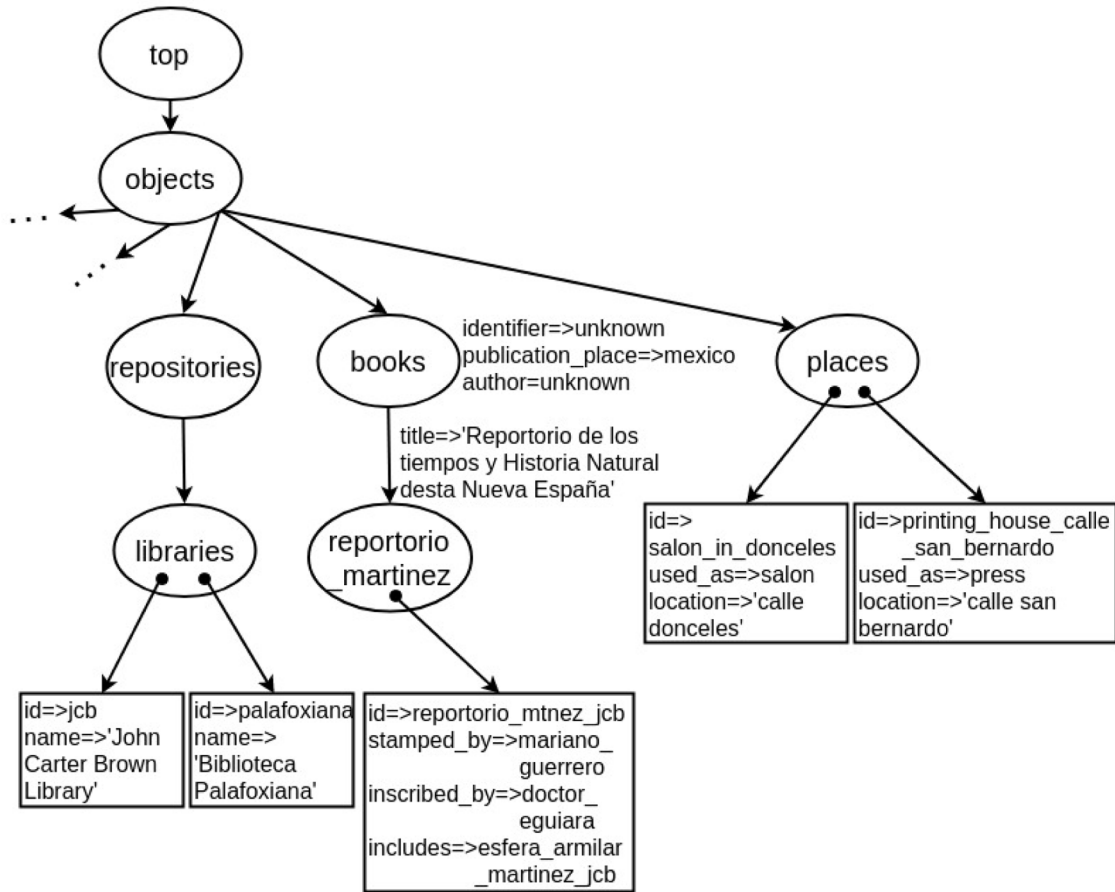 top
objects
repositories
books
identifier=>unknown
publication_place=>mexico
author=unknown
places
title=>'Reportorio de los
tiempos y Historia Natural
desta Nueva España'
libraries
reportorio
_martinez
id=>
salon_in_donceles
used_as=>salon
location=>'calle
donceles'
id=>printing_house_calle
_san_bernardo
used_as=>press
location=>'calle san
bernardo'
id=>jcb
name=>'John
Carter Brown
Library'
id=>palafoxiana
name=>
'Biblioteca
Palafoxiana'
id=>reportorio_mtnez_jcb
stamped_by=>mariano_
guerrero
inscribed_by=>doctor_
eguiara
includes=>esfera_armilar
_martinez_jcb